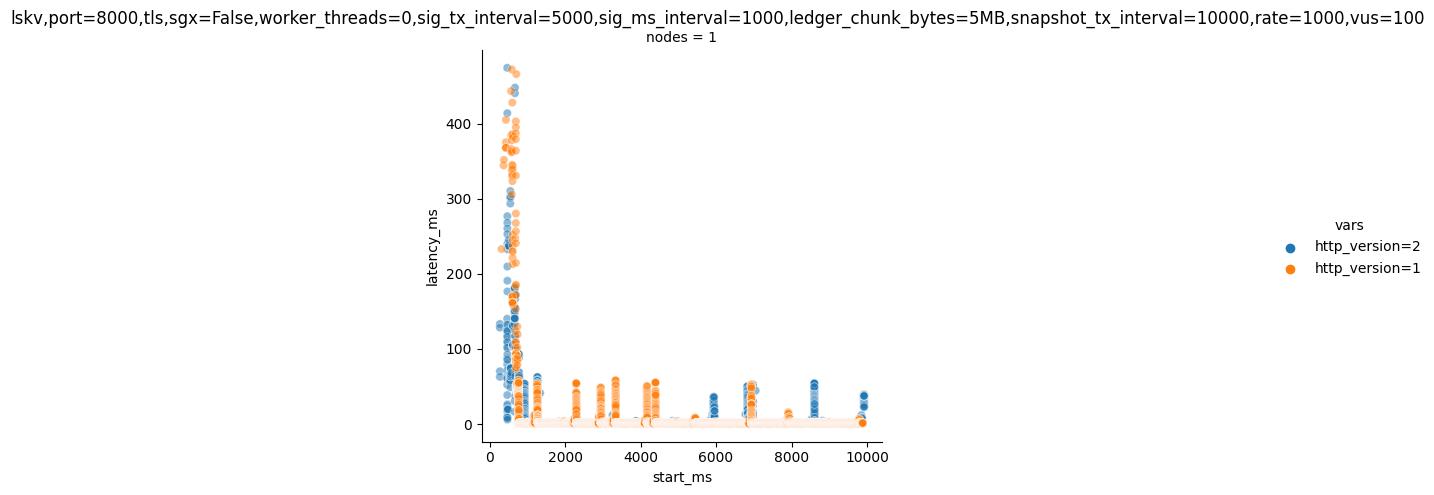 lskv,port=8000,tls,sgx=False,worker_threads=0,sig_tx_interval=5000,sig_ms_interval=1000,ledger_chunk_bytes=5MB,snapshot_tx_interval=10000,rate=1000,vus=100
nodes = 1
400
300
200
100
0
latency_ms
0 2000 4000 6000 8000 10000
start_ms
vars
http_version=2
http_version=1